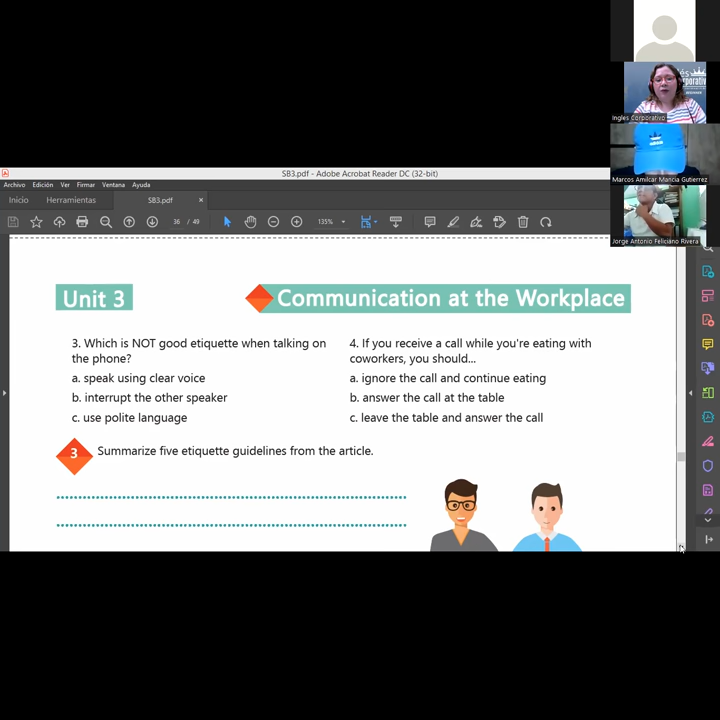 SB3.pdf - Adobe Acrobat Reader DC (32-bit)
Archivo Edición Ver Firmar Ventana Ayuda
Inicio Herramientas SB3.pdf ×
36 / 49 135%
Unit 3
Communication at the Workplace
3. Which is NOT good etiquette when talking on
the phone?
a. speak using clear voice
b. interrupt the other speaker
c. use polite language
4. If you receive a call while you're eating with
coworkers, you should...
a. ignore the call and continue eating
b. answer the call at the table
c. leave the table and answer the call
3 Summarize five etiquette guidelines from the article.
Ingles Corporativo
Marcos Amilcar Mancia Gutierrez
Jorge Antonio Feliciano Rivera